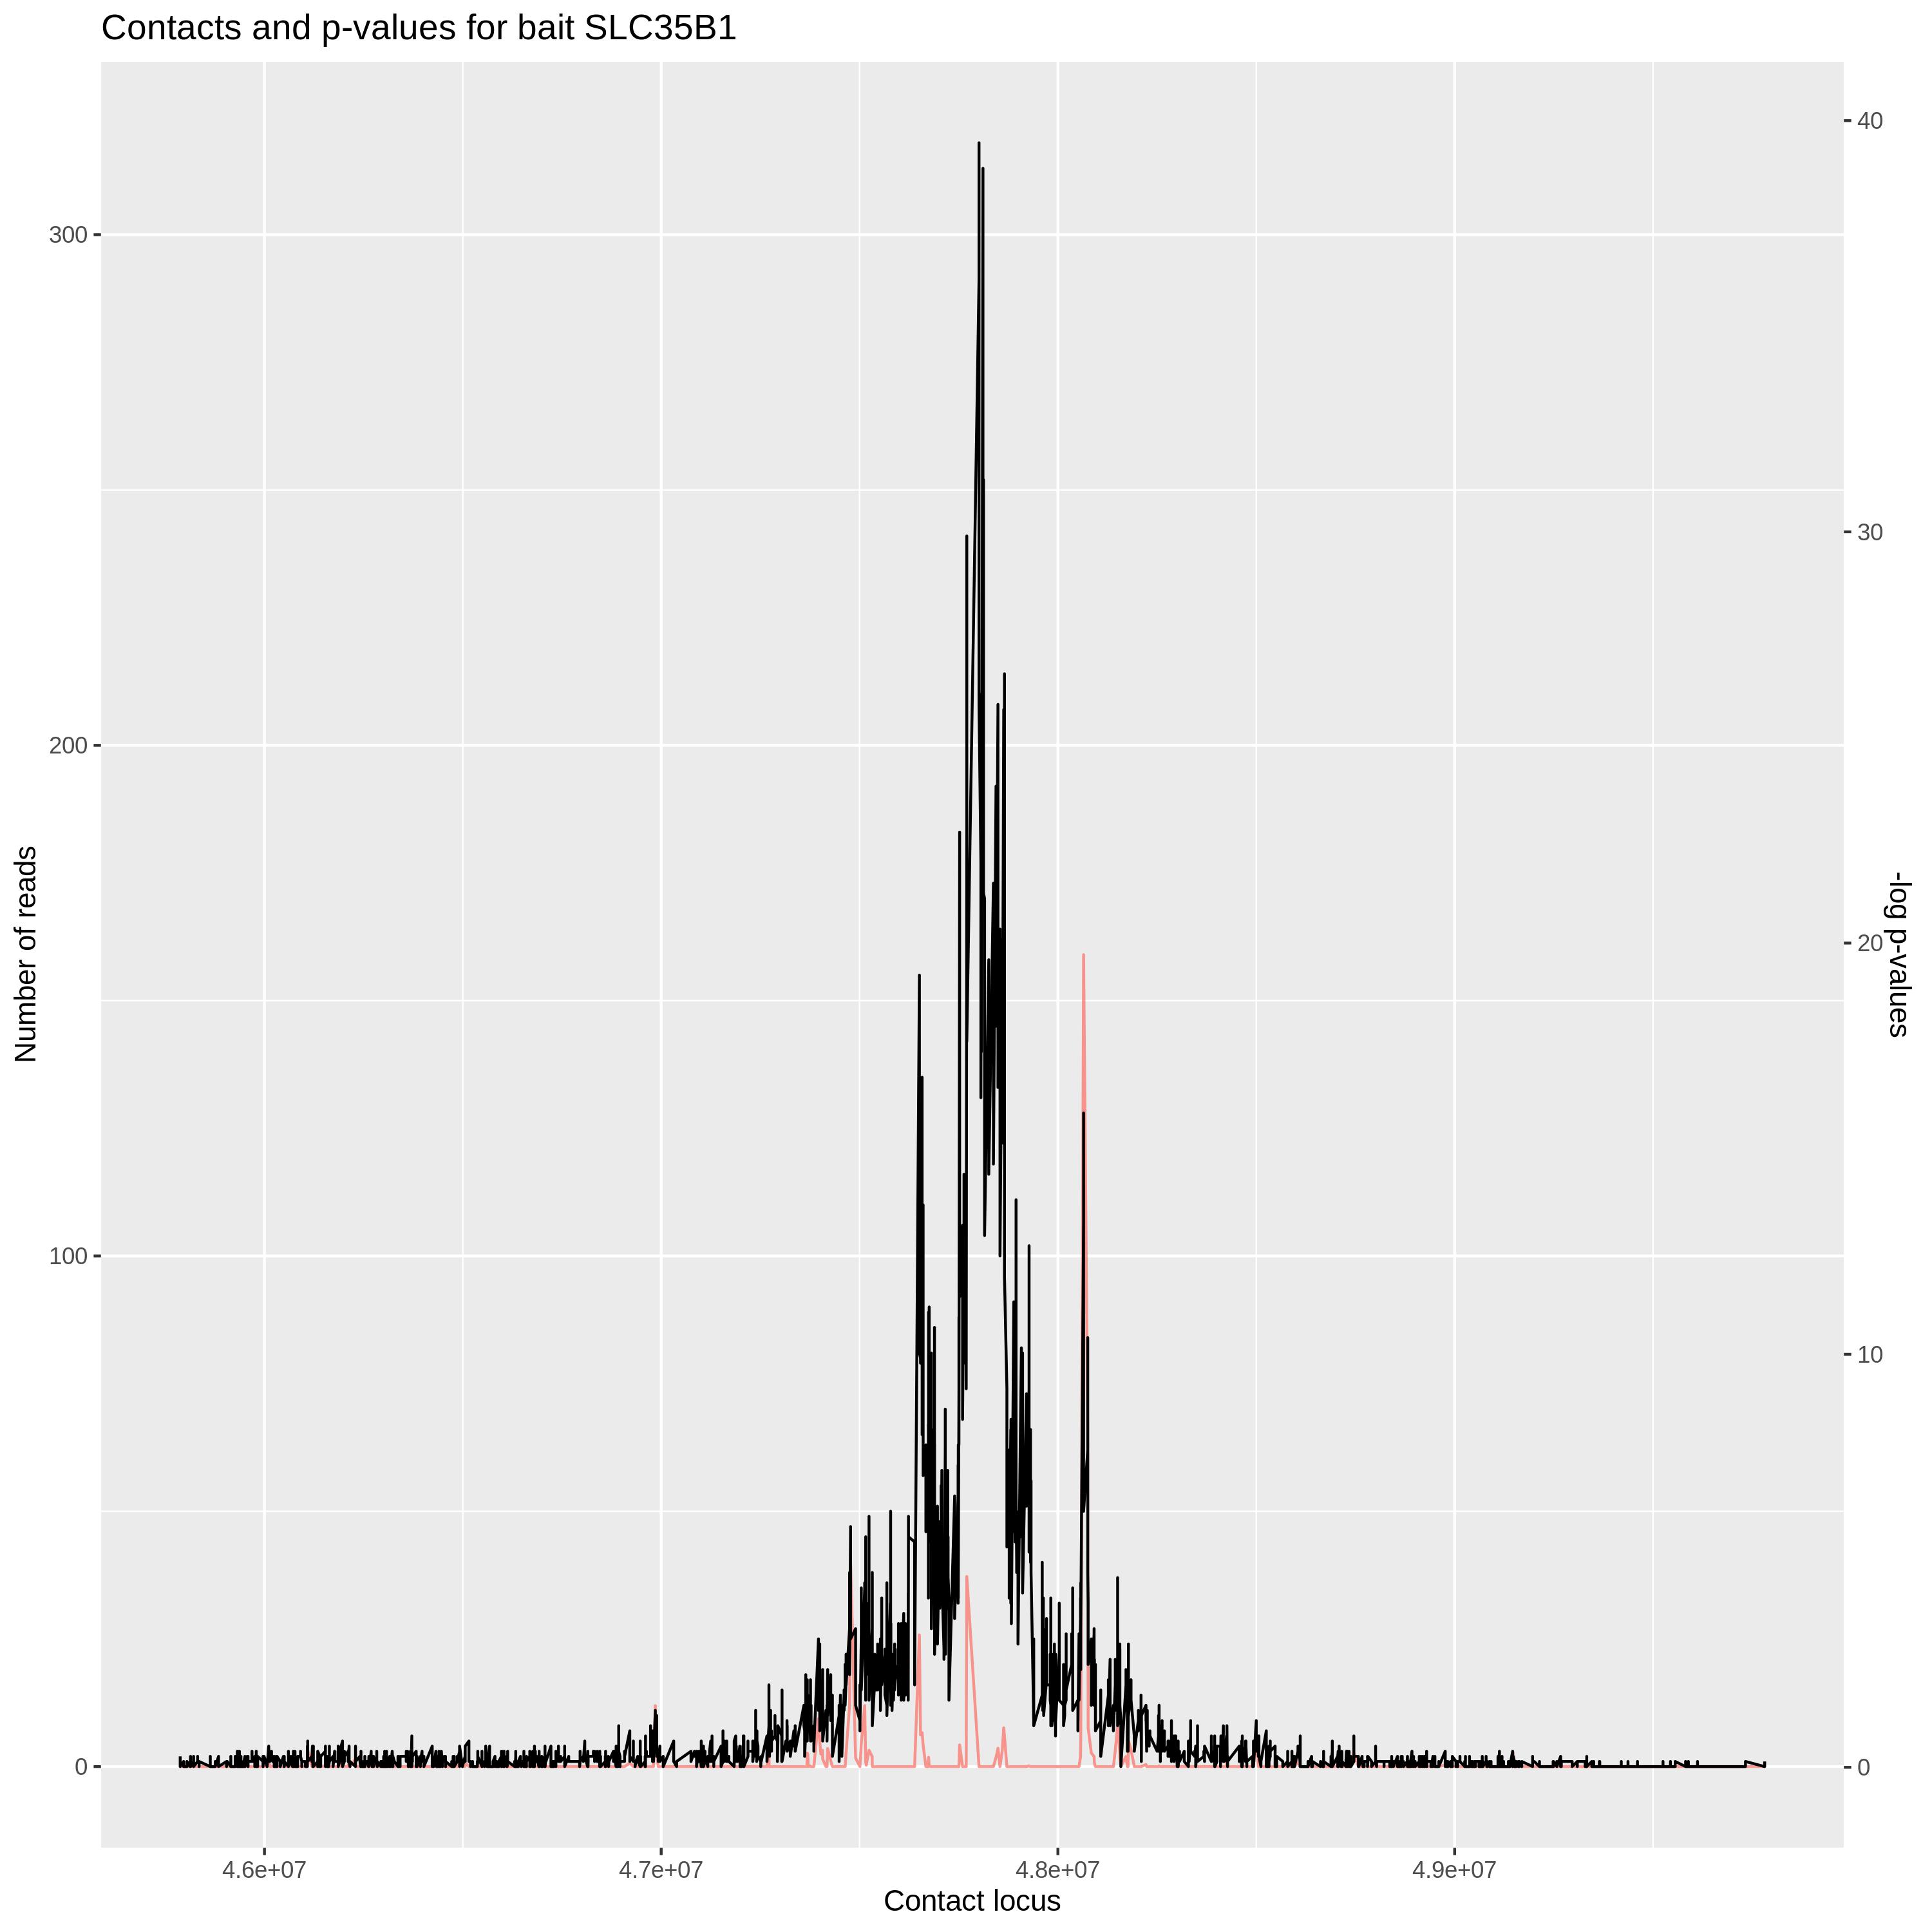 Contacts and p-values for bait SLC35B1
Number of reads
300
200
100
0
40
30
20
10
0
-log p-values
4.6e+07
4.7e+07
4.8e+07
4.9e+07
Contact locus